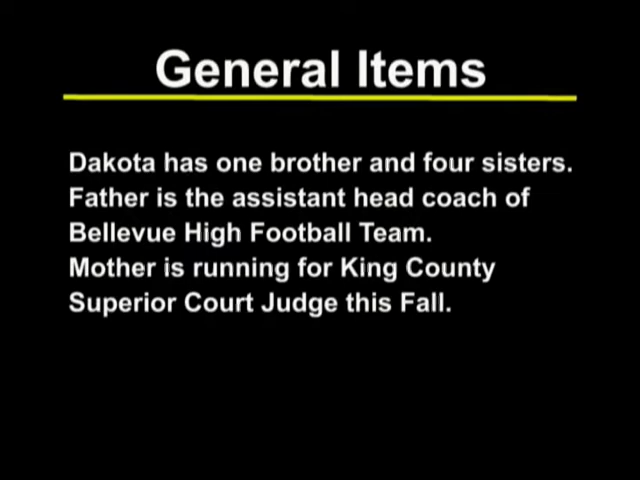 General Items
Dakota has one brother and four sisters.
Father is the assistant head coach of
Bellevue High Football Team.
Mother is running for King County
Superior Court Judge this Fall.